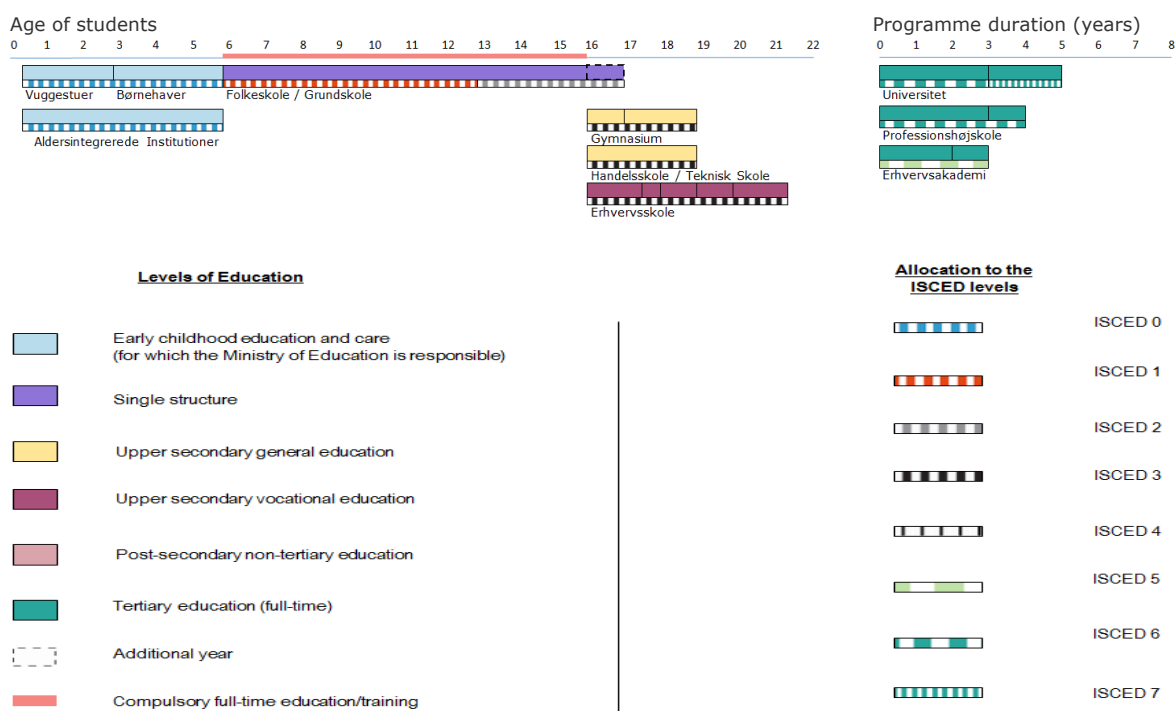 Age of students
Programme duration (years)
0 1 2 3 4 5 6 7 8 9 10 11 12 13 14 15 16 17 18 19 20 21 22
0 1 2 3 4 5 6 7 8
Vuggestuer Børnehaver Folkeskole / Grundskole
Universitet
Aldersintegrerede Institutioner
Gymnasium
Professionshøjskole
Handelsskole / Teknisk Skole
Erhvervsakademi
Erhvervsskole
Levels of Education
Early childhood education and care
(for which the Ministry of Education is responsible)
Single structure
Upper secondary general education
Upper secondary vocational education
Post-secondary non-tertiary education
Tertiary education (full-time)
Additional year
Compulsory full-time education/training
Allocation to the
ISCED levels
ISCED 0
ISCED 1
ISCED 2
ISCED 3
ISCED 4
ISCED 5
ISCED 6
ISCED 7